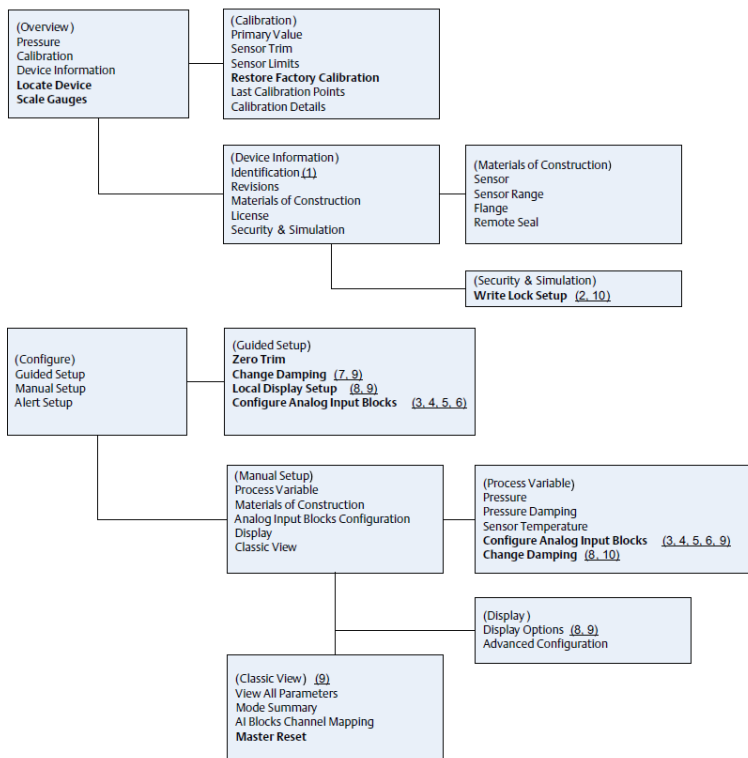 (Overview)
Pressure
Calibration
Device Information
Locate Device
Scale Gauges
(Calibration)
Primary Value
Sensor Trim
Sensor Limits
Restore Factory Calibration
Last Calibration Points
Calibration Details
(Device Information)
Identification (1)
Revisions
Materials of Construction
License
Security & Simulation
(Materials of Construction)
Sensor
Sensor Range
Flange
Remote Seal
(Security & Simulation)
Write Lock Setup (2, 10)
(Configure)
Guided Setup
Manual Setup
Alert Setup
(Guided Setup)
Zero Trim
Change Damping (7, 9)
Local Display Setup (8, 9)
Configure Analog Input Blocks (3, 4, 5, 6)
(Manual Setup)
Process Variable
Materials of Construction
Analog Input Blocks Configuration
Display
Classic View
(Process Variable)
Pressure
Pressure Damping
Sensor Temperature
Configure Analog Input Blocks (3, 4, 5, 6, 9)
Change Damping (8, 10)
(Display)
Display Options (8, 9)
Advanced Configuration
(Classic View) (9)
View All Parameters
Mode Summary
AI Blocks Channel Mapping
Master Reset